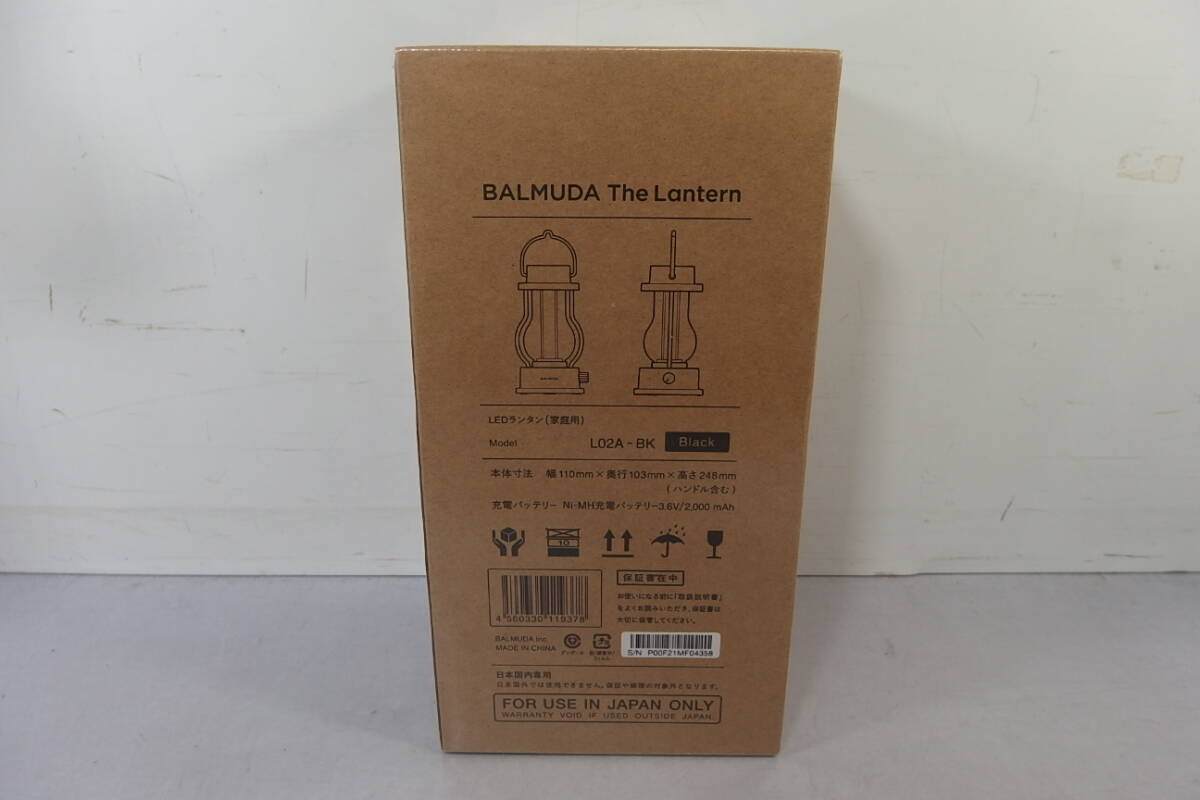 BALMUDA The Lantern
BALMUDA
LEDランタン(家庭用)
Model L02A-BK Black
本体寸法 幅110mm×奥行103mm×高さ248mm
(ハンドル含む)
充電バッテリー Ni-MH充電バッテリー3.6V/2,000 mAh
10
保証書在中
お使いになる前に「取扱説明書」
をよくお読みいただき、保証書は
大切に保管してください。
4 560330 119378
BALMUDA Inc.
MADE IN CHINA
ダンボール
S/N P00F21MF04358
日本国内専用
日本国外では使用できません。保証や修理の対象外となります。
FOR USE IN JAPAN ONLY
WARRANTY VOID IF USED OUTSIDE JAPAN.